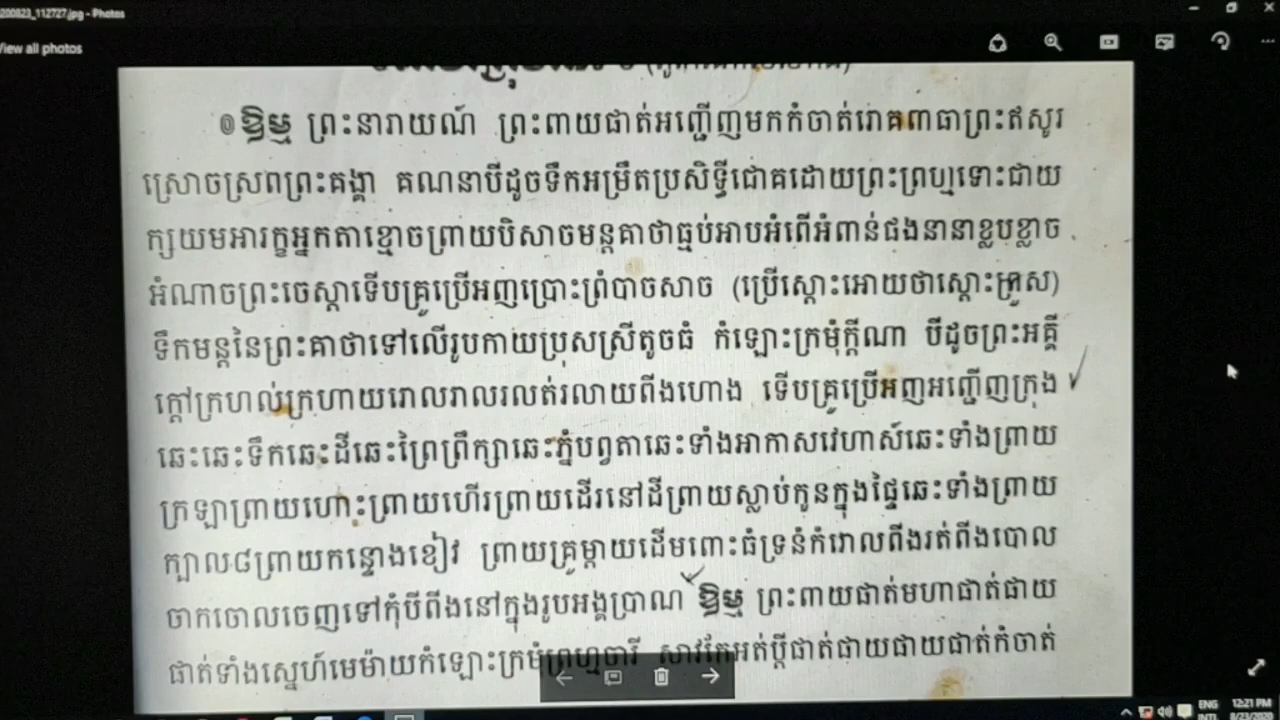 200823_112727.jpg - Photos
View all photos
๏ ឱម្ម ព្រះនារាយណ៍ ព្រះពាយផាត់អញ្ជើញមកកំចាត់រោគពាធាព្រះឥសូរ
ស្រោចស្រពព្រះគង្គា គណនាបីដូចទឹកអម្រឹតប្រសិទ្ធីជោគដោយព្រះព្រហ្មទោះជាយ
ក្សយមអារក្ខអ្នកតាខ្មោចព្រាយបិសាចមន្តគាថាធ្មប់អាបអំពើអំពាន់ផងនានាខ្លបខ្លាច
អំណាចព្រះចេស្តាទើបគ្រូប្រើអញប្រោះព្រំបាចសាច (ប្រើស្តោះអោយថាស្តោះត្រួស)
ទឹកមន្តនៃព្រះគាថាទៅលើរូបកាយប្រុសស្រីតូចធំ កំឡោះក្រមុំក្តីណា បីដូចព្រះអគ្គី
ក្តៅក្រហល់ក្រហាយរោលរាលរលត់រលាយពីងហោង ទើបគ្រូប្រើអញអញ្ជើញក្រុង
ឆេះឆេះទឹកឆេះដីឆេះព្រៃព្រឹក្សាឆេះភ្នំបព្វតាឆេះទាំងអាកាសវេហាស៍ឆេះទាំងព្រាយ
ក្រឡាព្រាយហោះព្រាយហើរព្រាយដើរនៅដីព្រាយស្លាប់កូនក្នុងផ្ទៃឆេះទាំងព្រាយ
ក្បាល៨ព្រាយកន្ទោងខៀវ ព្រាយគ្រូម្តាយដើមពោះធំទ្រនំកំរោលពីងរត់ពីងបោល
ចាកចោលចេញទៅកុំបីពីងនៅក្នុងរូបអង្គប្រាណ ឱម្ម ព្រះពាយផាត់មហាផាត់ផាយ
ផាត់ទាំងស្នេហ៍មេម៉ាយកំឡោះក្រមុំព្រហ្មចារី សាវកែអត់ប្តីផាត់ផាយផាយផាត់កំចាត់
ENG
12:21 PM
8/23/2020